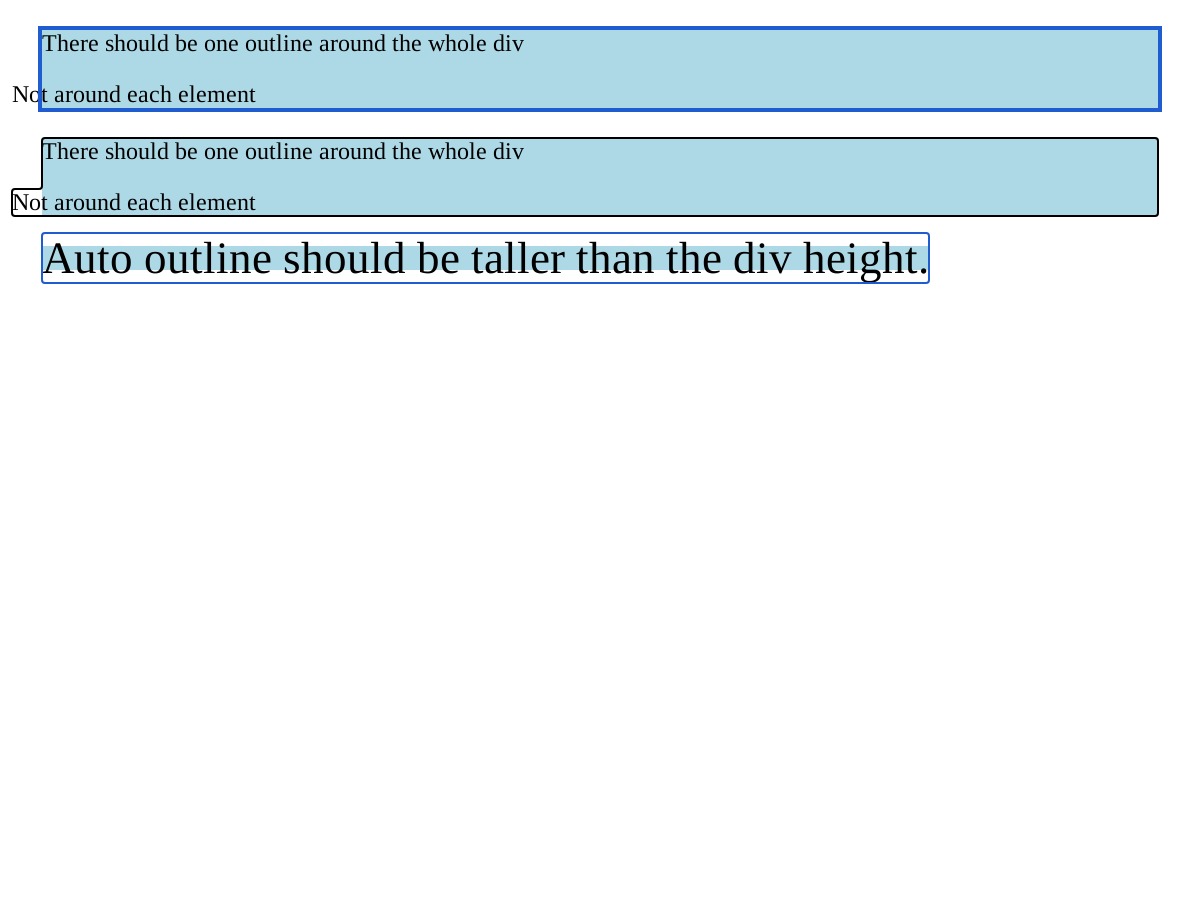 There should be one outline around the whole div
Not around each element
There should be one outline around the whole div
Not around each element
Auto outline should be taller than the div height.